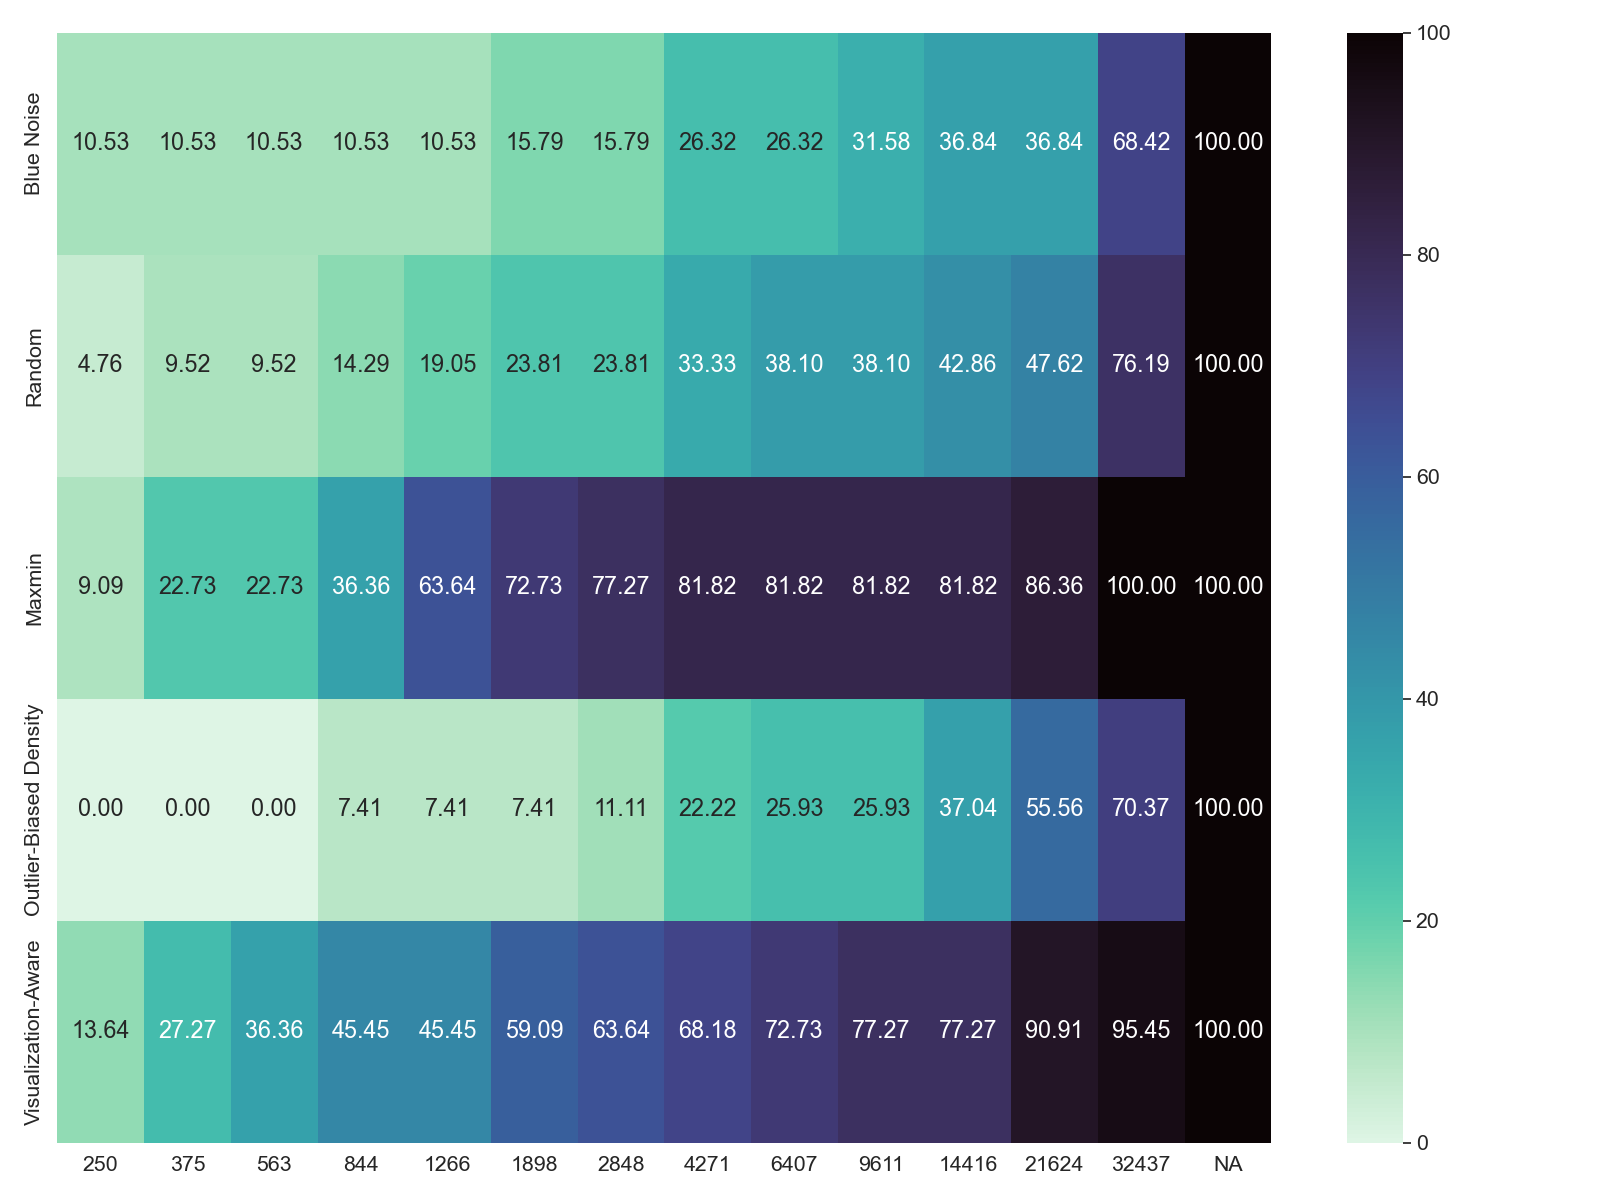 Blue Noise 10.53 10.53 10.53 10.53 10.53 15.79 15.79 26.32 26.32 31.58 36.84 36.84 68.42 100.00
Random 4.76 9.52 9.52 14.29 19.05 23.81 23.81 33.33 38.10 38.10 42.86 47.62 76.19 100.00
Maxmin 9.09 22.73 22.73 36.36 63.64 72.73 77.27 81.82 81.82 81.82 81.82 86.36 100.00 100.00
Outlier-Biased Density 0.00 0.00 0.00 7.41 7.41 7.41 11.11 22.22 25.93 25.93 37.04 55.56 70.37 100.00
Visualization-Aware 13.64 27.27 36.36 45.45 45.45 59.09 63.64 68.18 72.73 77.27 77.27 90.91 95.45 100.00
250 375 563 844 1266 1898 2848 4271 6407 9611 14416 21624 32437 NA
100
80
60
40
20
0